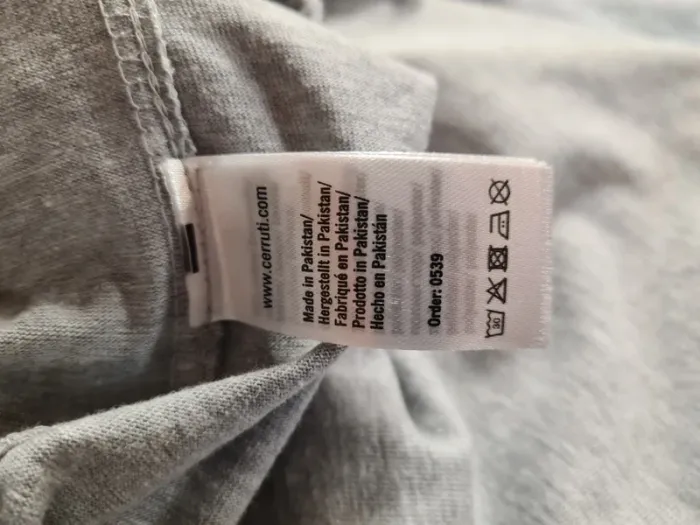 www.cerruti.com
Made in Pakistan/
Hergestellt in Pakistan/
Fabriqué en Pakistan/
Prodotto in Pakistan/
Hecho en Pakistán
Order: 0539
30